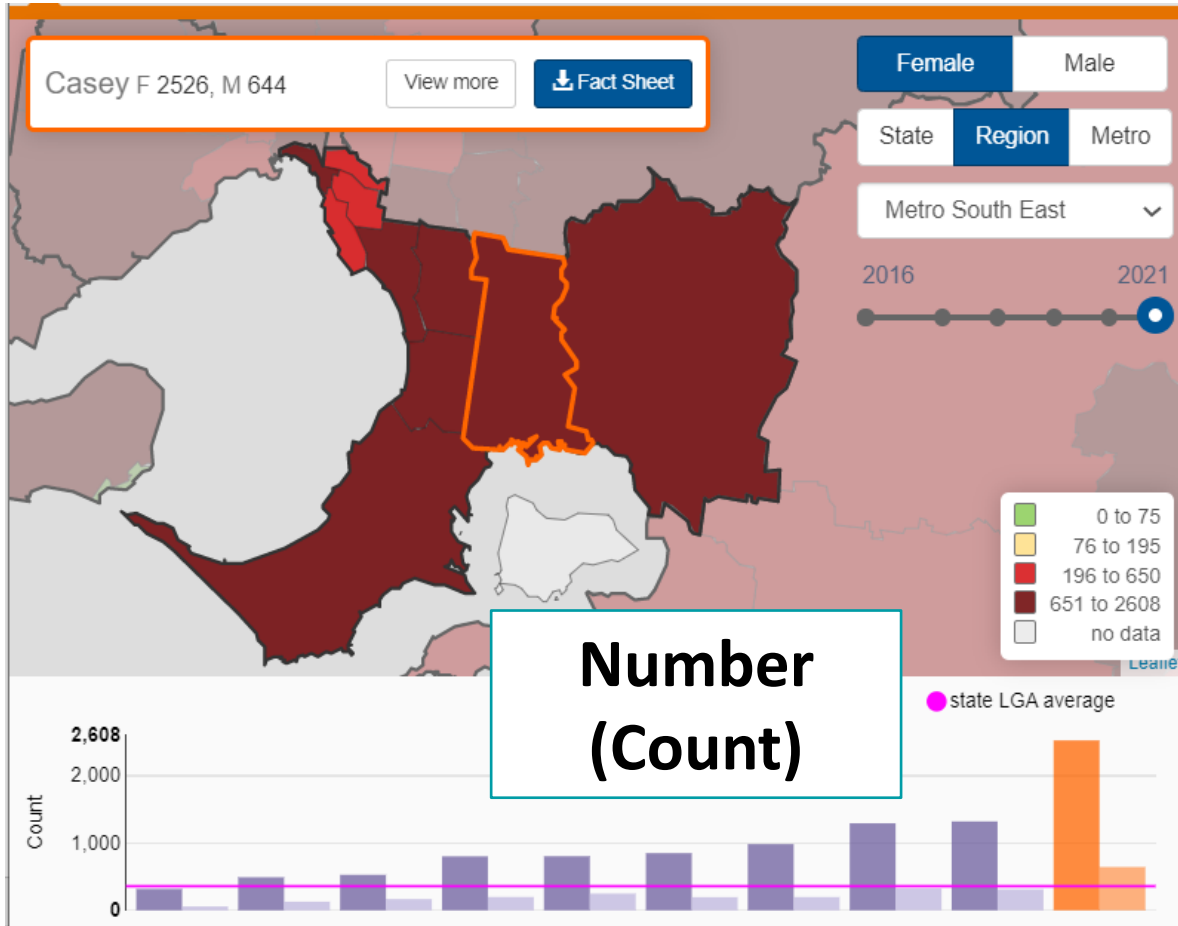 Casey F 2526, M 644
View more
Fact Sheet
Female
Male
State
Region
Metro
Metro South East
2016
2021
0 to 75
76 to 195
196 to 650
651 to 2608
no data
Leafle
Number
(Count)
state LGA average
2,608
2,000
1,000
0
Count